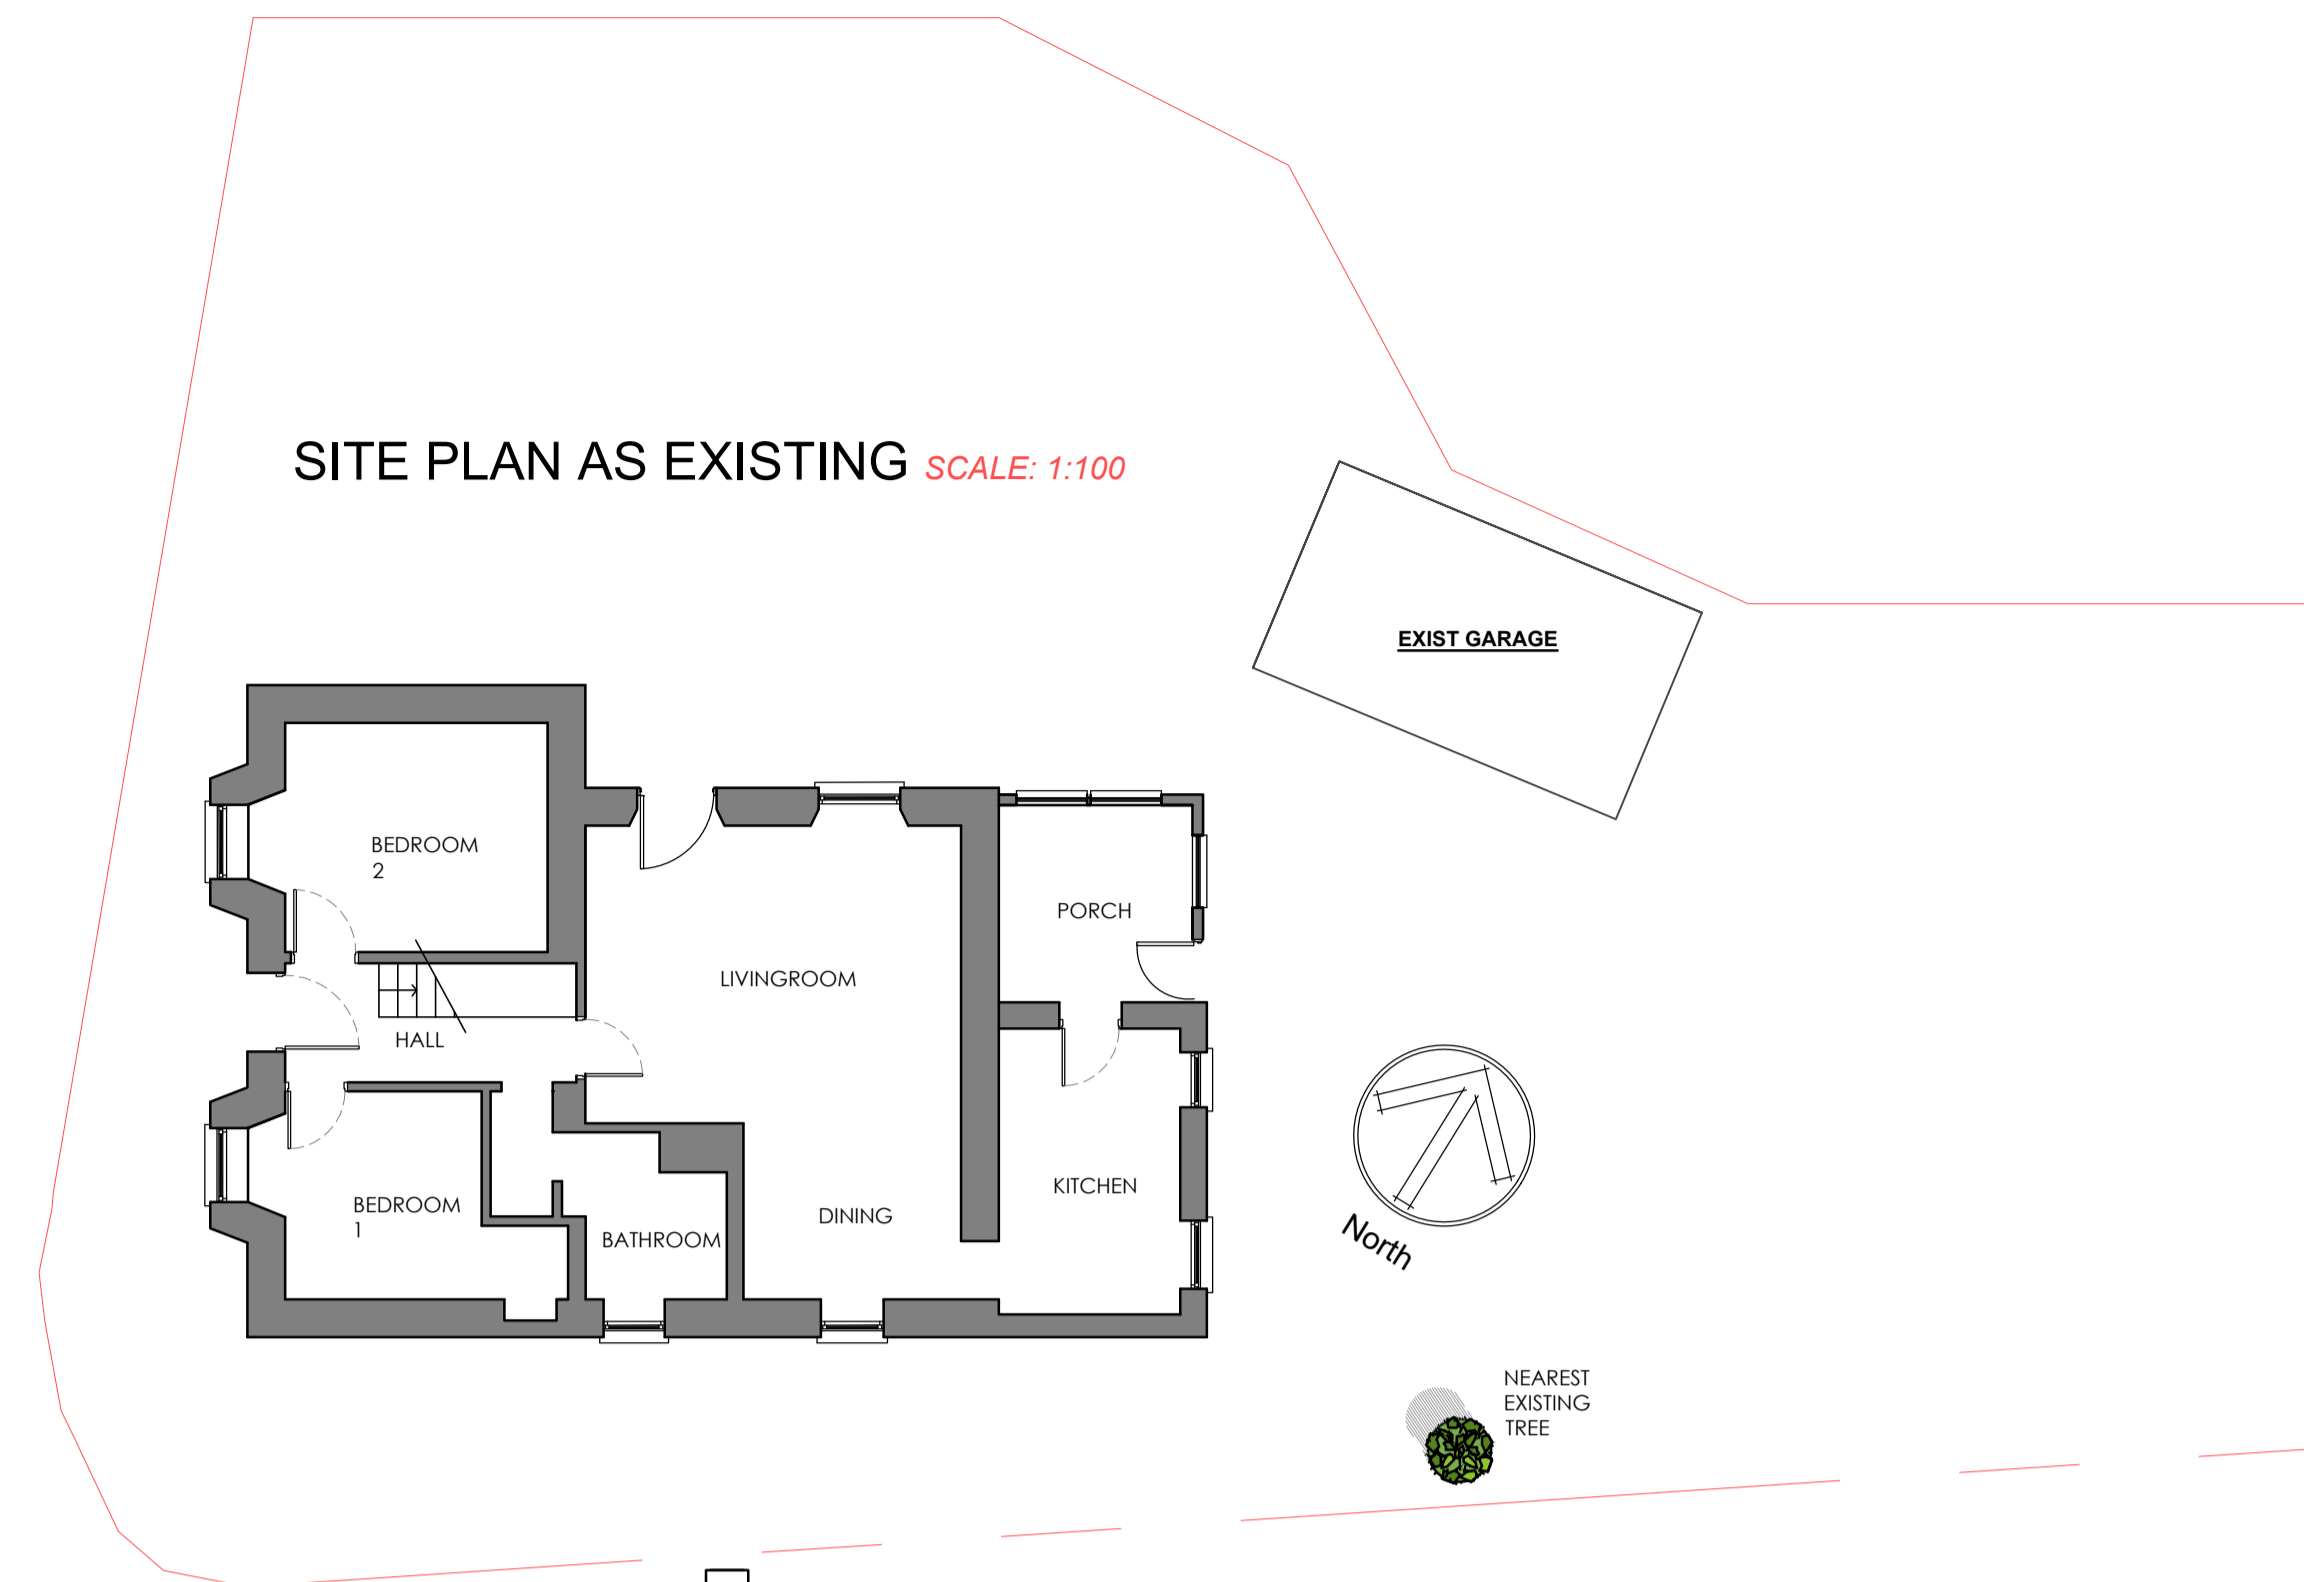 SITE PLAN AS EXISTING SCALE: 1:100
EXIST GARAGE
BEDROOM
2
PORCH
LIVINGROOM
HALL
KITCHEN
BEDROOM
1
DINING
BATHROOM
North
NEAREST
EXISTING
TREE